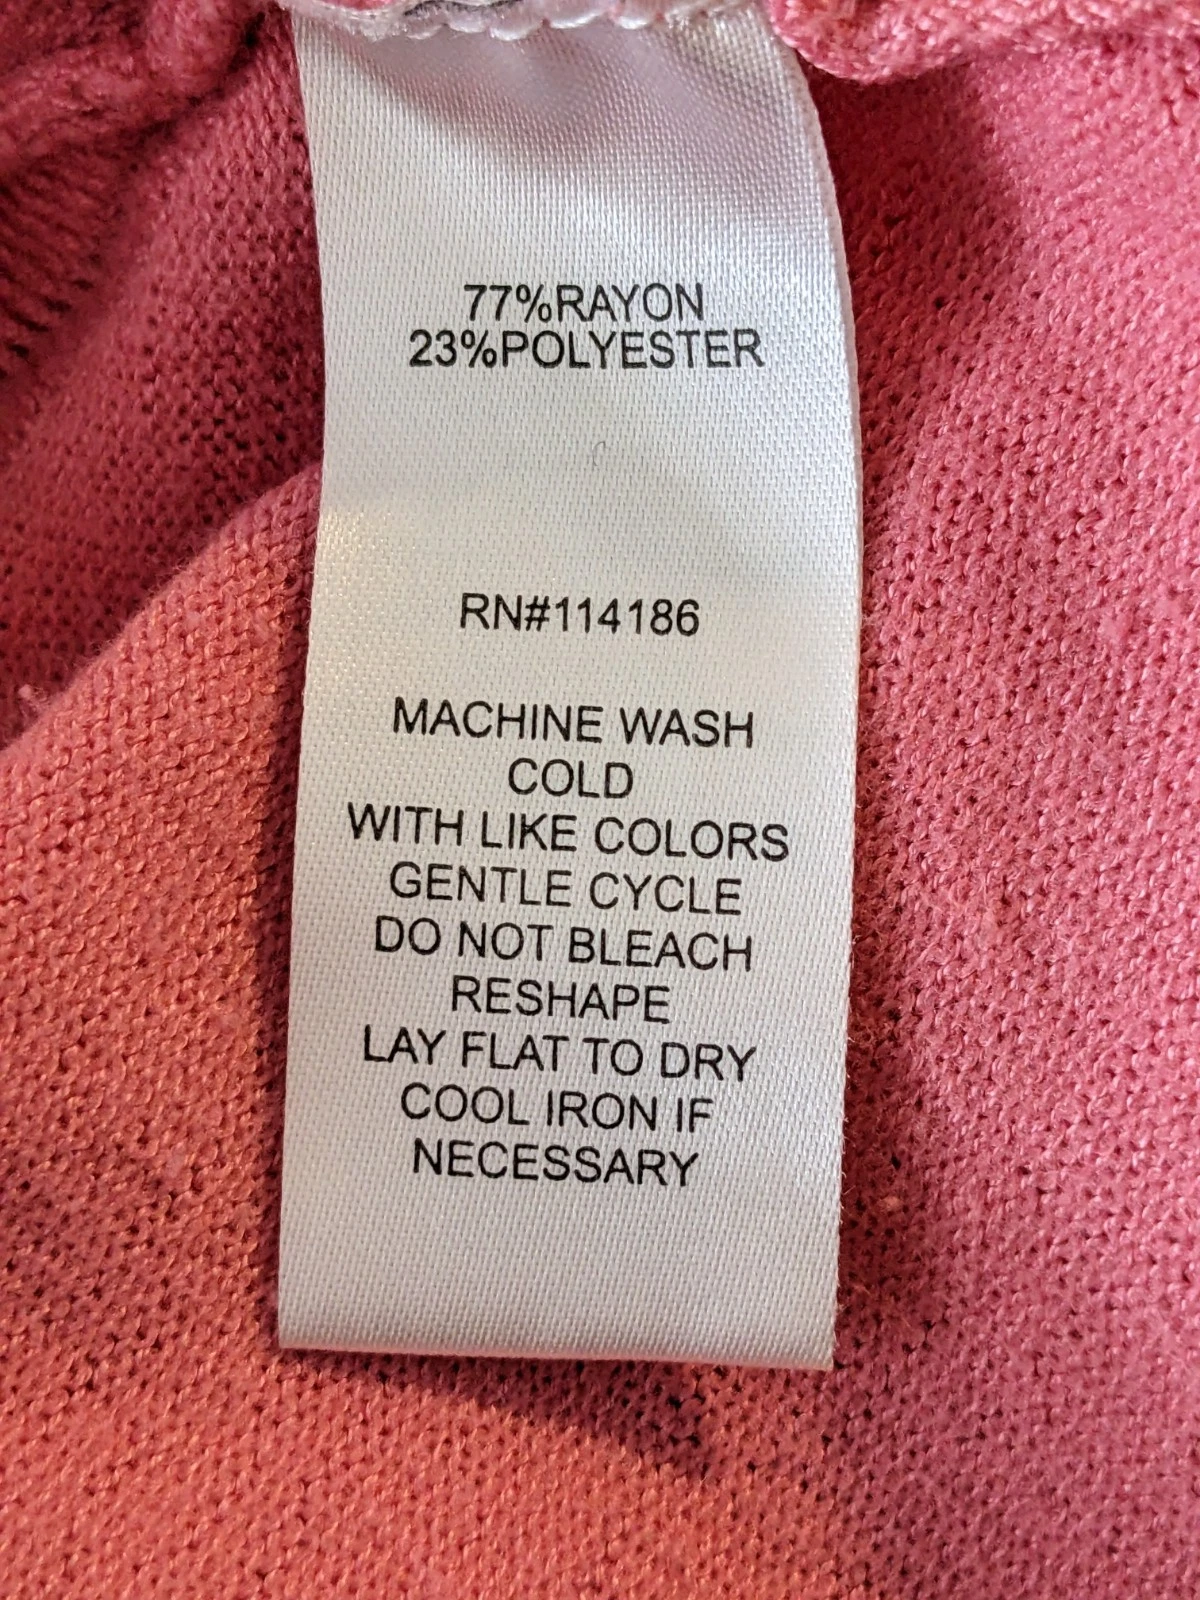 77%RAYON
23%POLYESTER
RN#114186
MACHINE WASH
COLD
WITH LIKE COLORS
GENTLE CYCLE
DO NOT BLEACH
RESHAPE
LAY FLAT TO DRY
COOL IRON IF
NECESSARY